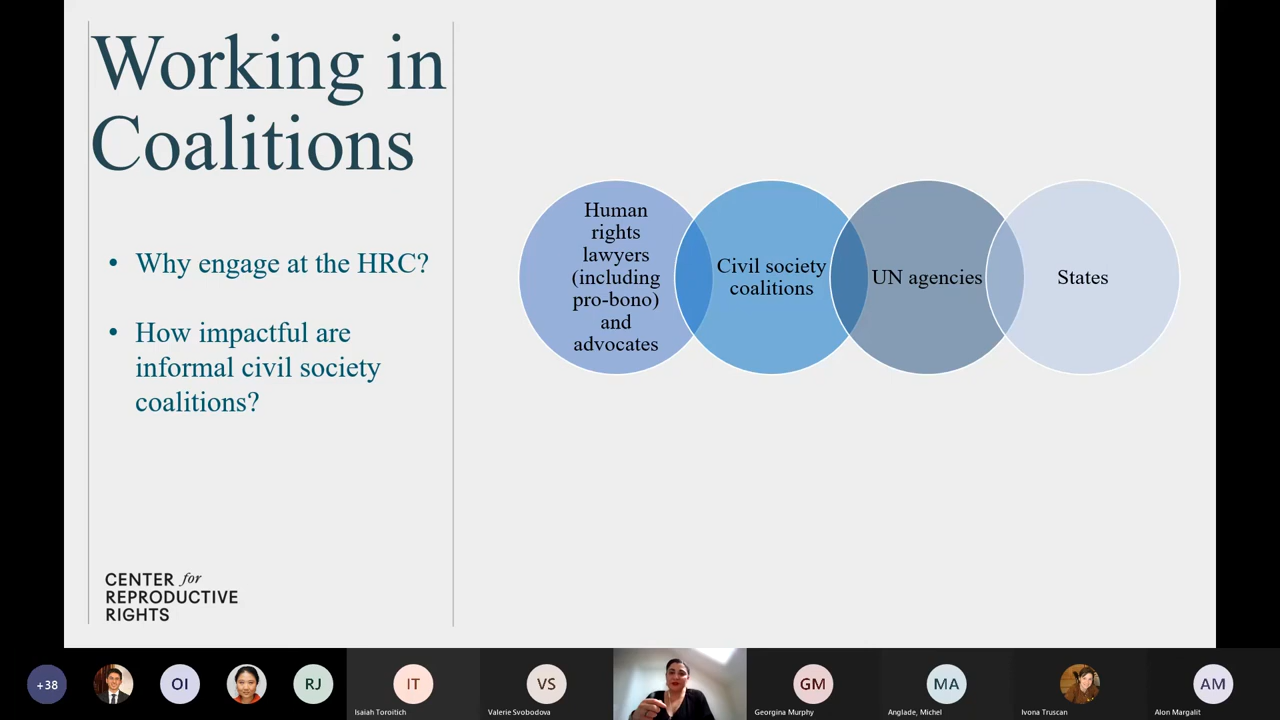 Working in
Coalitions
• Why engage at the HRC?
• How impactful are
informal civil society
coalitions?
Human
rights
lawyers
(including
pro-bono)
and
advocates
Civil society
coalitions
UN agencies
States
CENTER for
REPRODUCTIVE
RIGHTS
+38
OI
RJ
IT
VS
GM
MA
AM
Isaiah Toroitich
Valerie Svobodova
Georgina Murphy
Anglade, Michel
Ivona Truscan
Alon Margalit